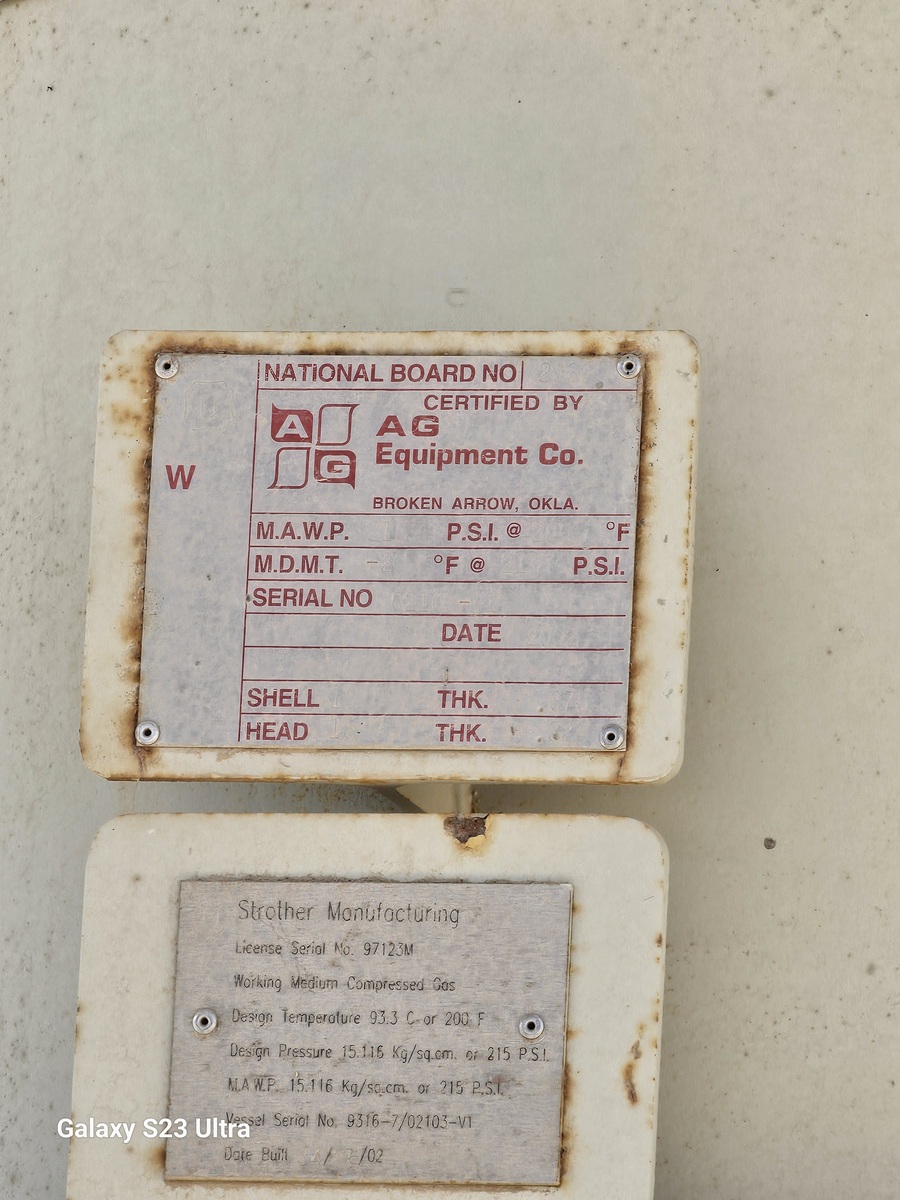 NATIONAL BOARD NO
CERTIFIED BY
A G
AG
Equipment Co.
W
BROKEN ARROW, OKLA.
M.A.W.P. P.S.I. @ °F
M.D.M.T. °F @ P.S.I.
SERIAL NO
DATE
SHELL THK.
HEAD THK.
Strother Manufacturing
License Serial No. 97123M
Working Medium Compressed Gas
Design Temperature 93.3 C or 200 F
Design Pressure 15.116 Kg/sq.cm. or 215 P.S.I.
M.A.W.P. 15.116 Kg/sq.cm. or 215 P.S.I.
Vessel Serial No. 9316-7/02103-V1
Date Built / /02
Galaxy S23 Ultra